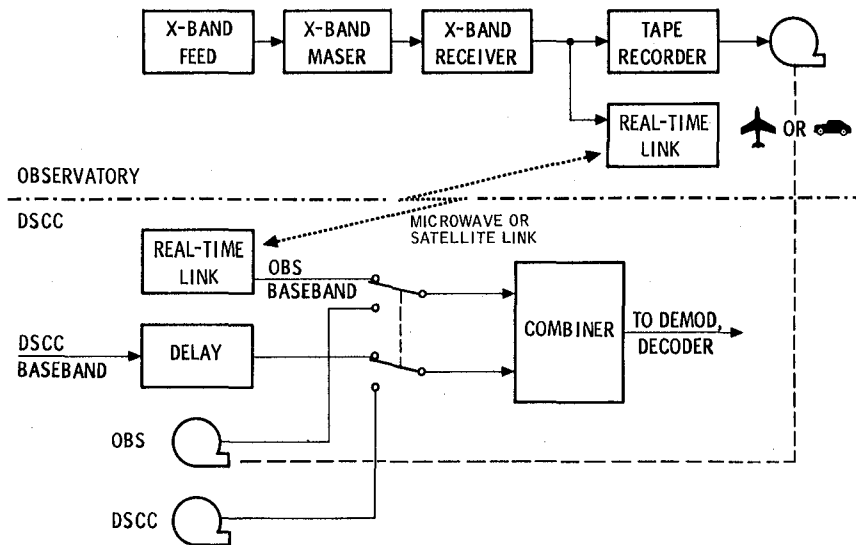 X-BAND
FEED
X-BAND
MASER
X-BAND
RECEIVER
TAPE
RECORDER
REAL-TIME
LINK
OR
OBSERVATORY
DSCC
MICROWAVE OR
SATELLITE LINK
REAL-TIME
LINK
OBS
BASEBAND
COMBINER
TO DEMOD,
DECODER
DSCC
BASEBAND
DELAY
OBS
DSCC